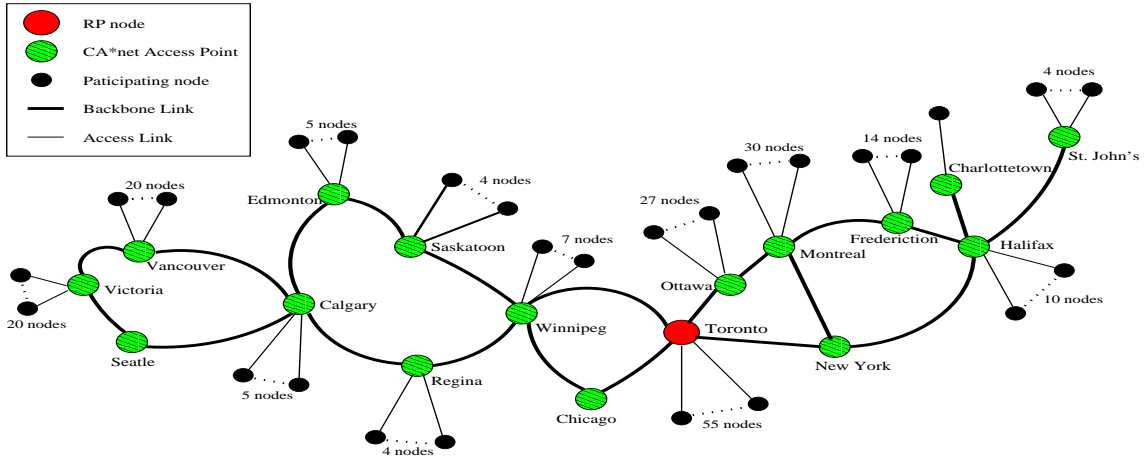 RP node
CA*net Access Point
Paticipating node
Backbone Link
Access Link
4 nodes
5 nodes
14 nodes
30 nodes
St. John's
Charlottetown
20 nodes
4 nodes
Edmonton
27 nodes
Frederiction
7 nodes
Saskatoon
Halifax
Montreal
Vancouver
Ottawa
Victoria
10 nodes
Calgary
20 nodes
Winnipeg
Toronto
Seatle
New York
Regina
5 nodes
Chicago
55 nodes
4 nodes